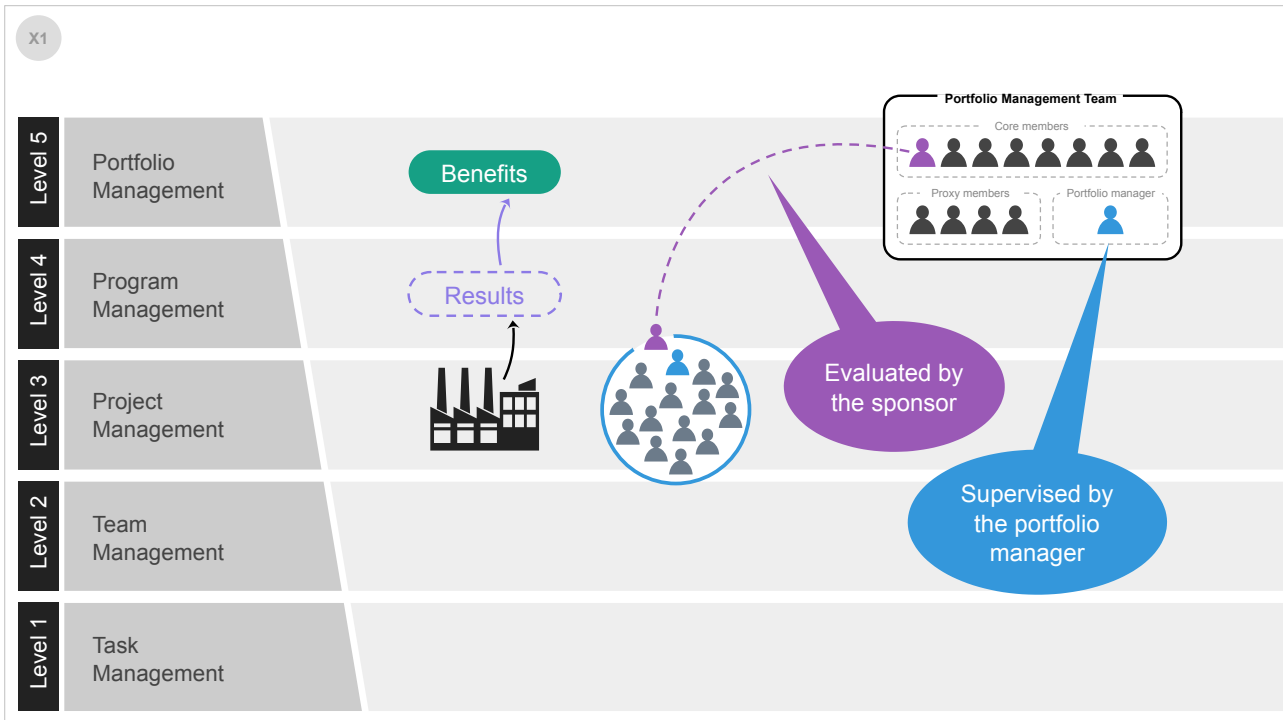 X1
Portfolio Management Team
Core members
Proxy members
Portfolio manager
Level 5
Portfolio
Management
Benefits
Level 4
Program
Management
Results
Level 3
Project
Management
Evaluated by
the sponsor
Level 2
Team
Management
Supervised by
the portfolio
manager
Level 1
Task
Management